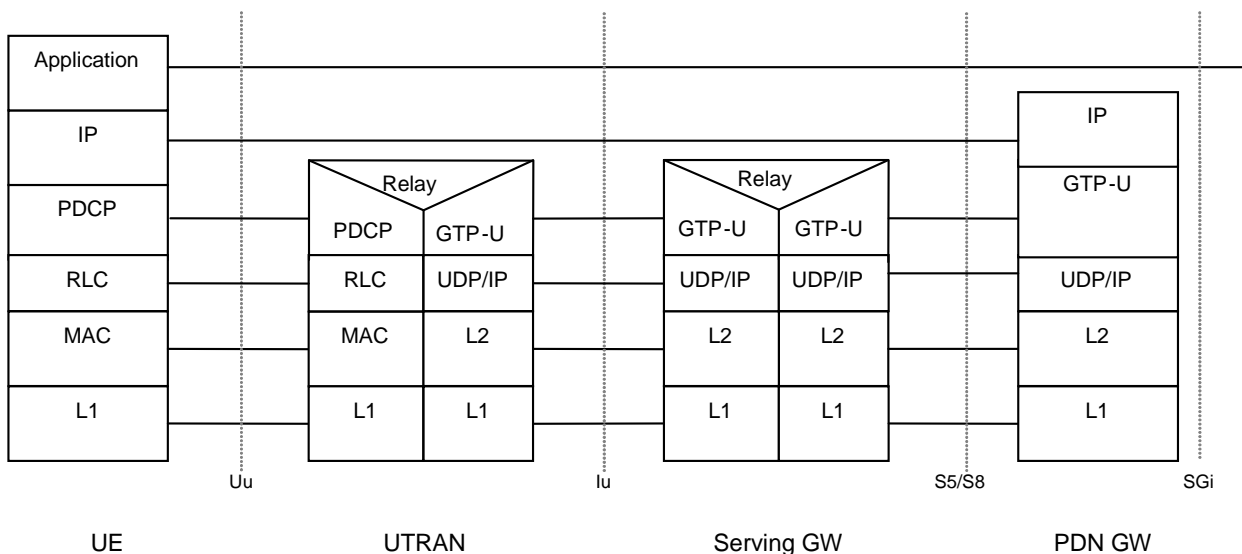 Application
IP
IP
Relay
Relay
GTP-U
PDCP
PDCP
GTP-U
GTP-U
GTP-U
RLC
RLC
UDP/IP
UDP/IP
UDP/IP
UDP/IP
MAC
MAC
L2
L2
L2
L2
L1
L1
L1
L1
L1
L1
Uu
Iu
S5/S8
SGi
UE
UTRAN
Serving GW
PDN GW